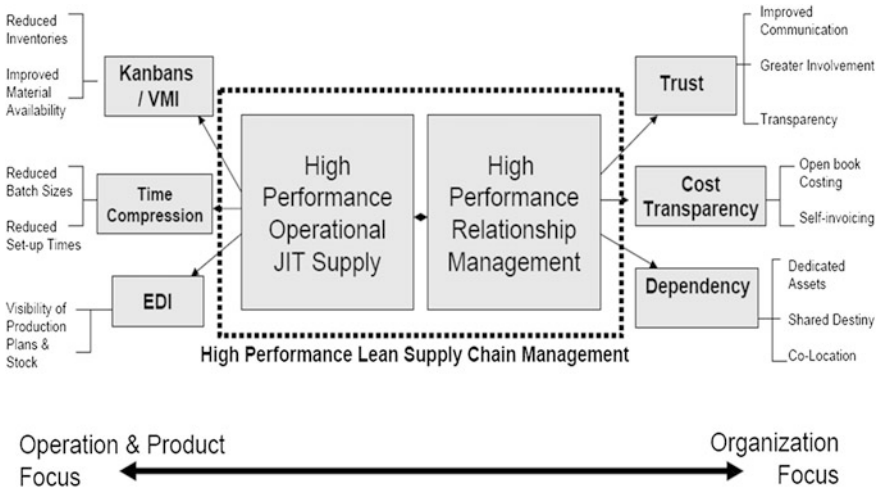 Reduced
Inventories
Improved
Material
Availability
Kanbans
/ VMI
Reduced
Batch Sizes
Reduced
Set-up Times
Time
Compression
Visibility of
Production
Plans &
Stock
EDI
High
Performance
Operational
JIT Supply
High
Performance
Relationship
Management
High Performance Lean Supply Chain Management
Trust
Improved
Communication
Greater Involvement
Transparency
Cost
Transparency
Open book
Costing
Self-invoicing
Dependency
Dedicated
Assets
Shared Destiny
Co-Location
Operation & Product
Focus
Organization
Focus